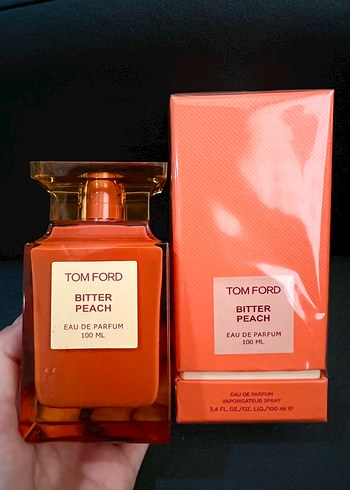 TOM FORD
BITTER
PEACH
EAU DE PARFUM
100 ML
TOM FORD
BITTER
PEACH
EAU DE PARFUM
100 ML
EAU DE PARFUM
VAPORISATEUR SPRAY
3.4 FL.OZ./OZ. LIQ./100 ml ℮